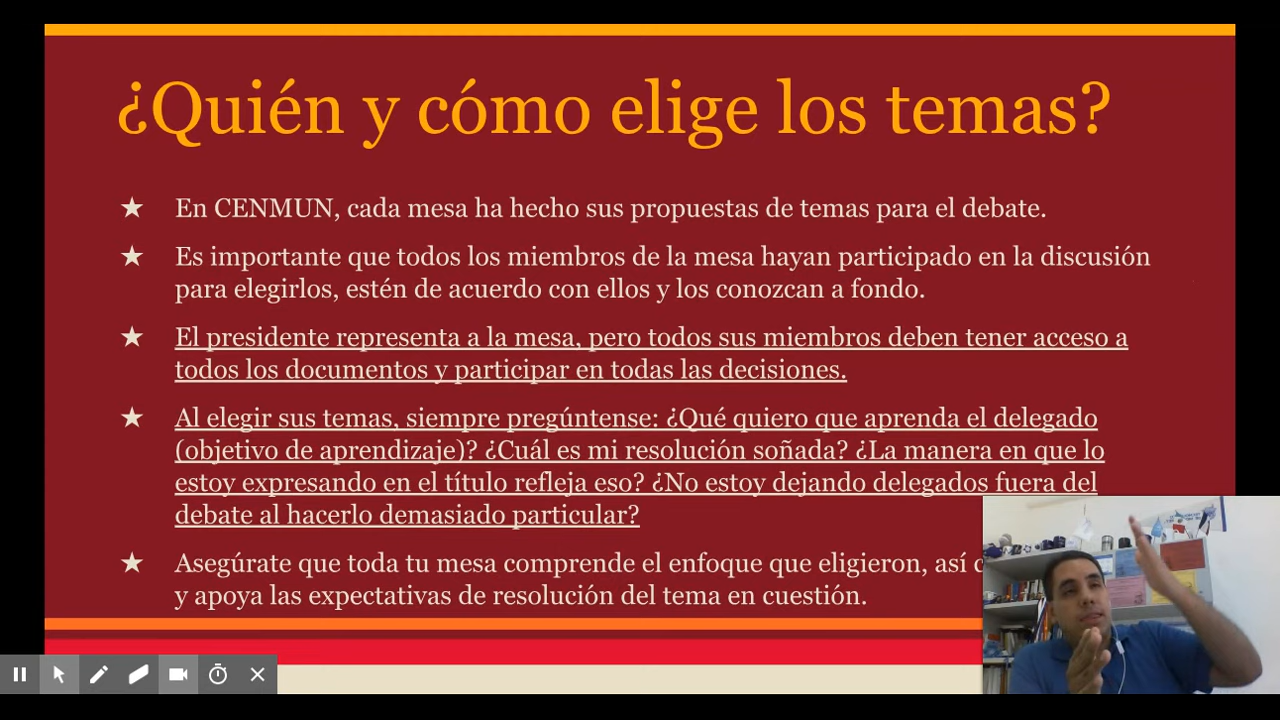 ¿Quién y cómo elige los temas?
★ En CENMUN, cada mesa ha hecho sus propuestas de temas para el debate.
★ Es importante que todos los miembros de la mesa hayan participado en la discusión
para elegirlos, estén de acuerdo con ellos y los conozcan a fondo.
★ El presidente representa a la mesa, pero todos sus miembros deben tener acceso a
todos los documentos y participar en todas las decisiones.
★ Al elegir sus temas, siempre pregúntense: ¿Qué quiero que aprenda el delegado
(objetivo de aprendizaje)? ¿Cuál es mi resolución soñada? ¿La manera en que lo
estoy expresando en el título refleja eso? ¿No estoy dejando delegados fuera del
debate al hacerlo demasiado particular?
★ Asegúrate que toda tu mesa comprende el enfoque que eligieron, así
y apoya las expectativas de resolución del tema en cuestión.